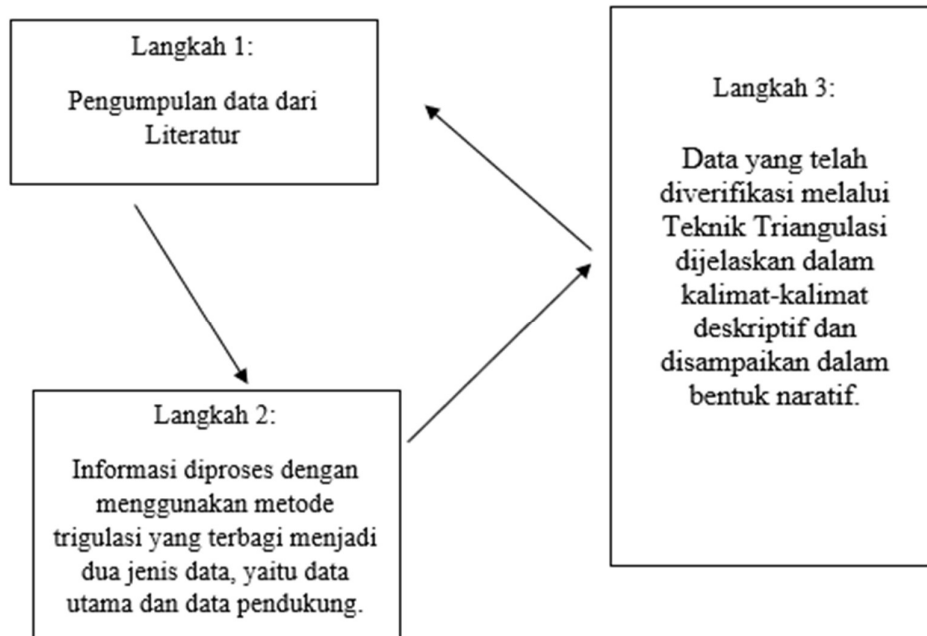 Langkah 1:
Pengumpulan data dari
Literatur
Langkah 2:
Informasi diproses dengan
menggunakan metode
trigulasi yang terbagi menjadi
dua jenis data, yaitu data
utama dan data pendukung.
Langkah 3:
Data yang telah
diverifikasi melalui
Teknik Triangulasi
dijelaskan dalam
kalimat-kalimat
deskriptif dan
disampaikan dalam
bentuk naratif.